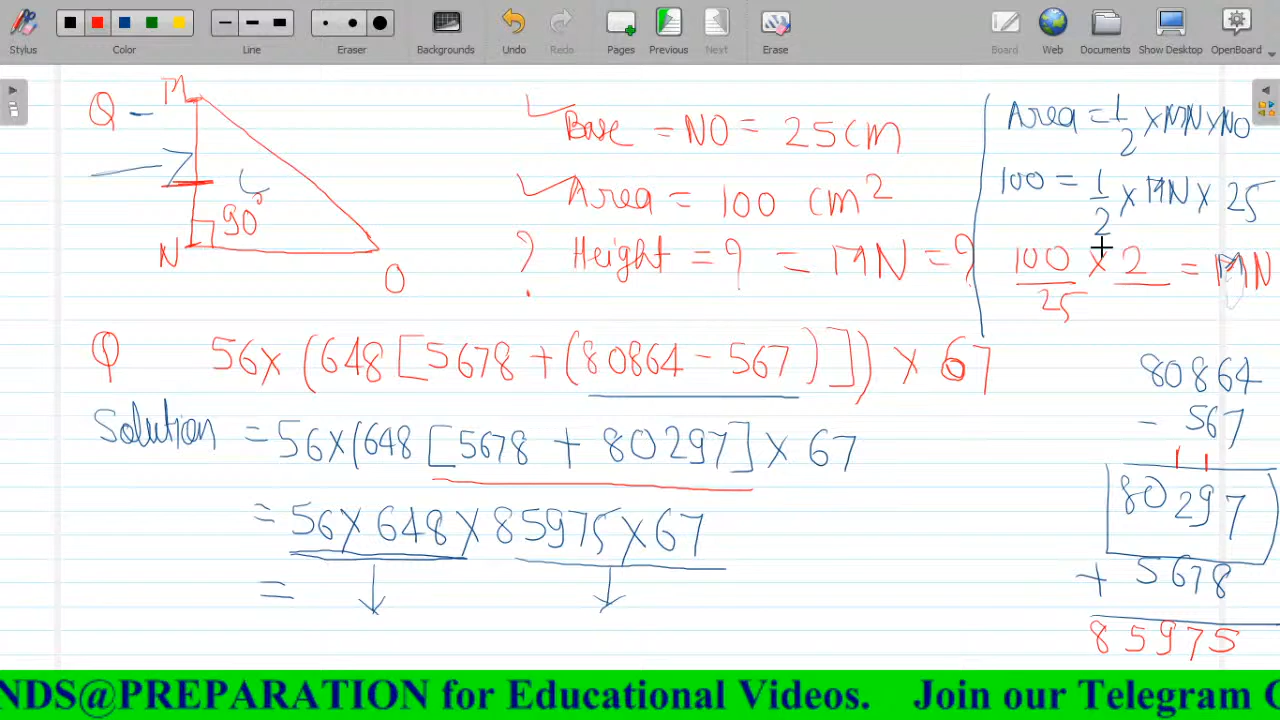 Stylus Color Line Eraser Backgrounds Undo Redo Pages Previous Next Erase Board Web Documents Show Desktop OpenBoard
Q - M
90°
N
O
Base = NO = 25CM
Area = 100 cm²
? Height = ? = MN = ?
Area = 1/2 × MN × NO
100 = 1/2 × MN × 25
100 × 2 = MN
25
Q 56× (648 [5678 + (80864 - 567)]) × 67
Solution = 56×(648 [5678 + 80297] × 67
= 56 × 648 × 85975 × 67
=
80864
- 567
1 1
80297
+ 5678
85975
NDS@PREPARATION for Educational Videos. Join our Telegram